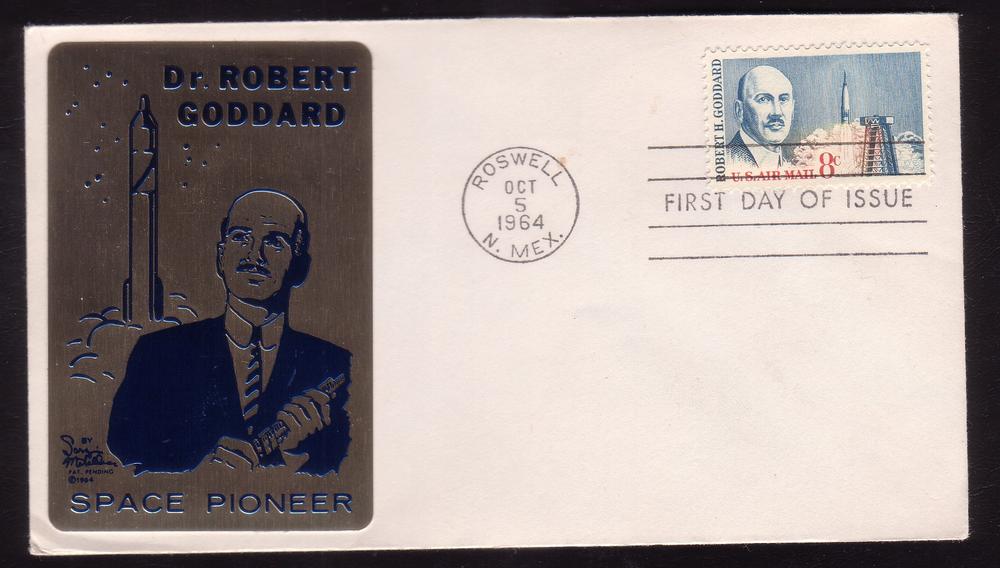 Dr. ROBERT
GODDARD
BY
PAT. PENDING
©1964
SPACE PIONEER
ROSWELL
OCT
5
1964
N. MEX.
ROBERT H. GODDARD
U.S. AIR MAIL 8c
FIRST DAY OF ISSUE